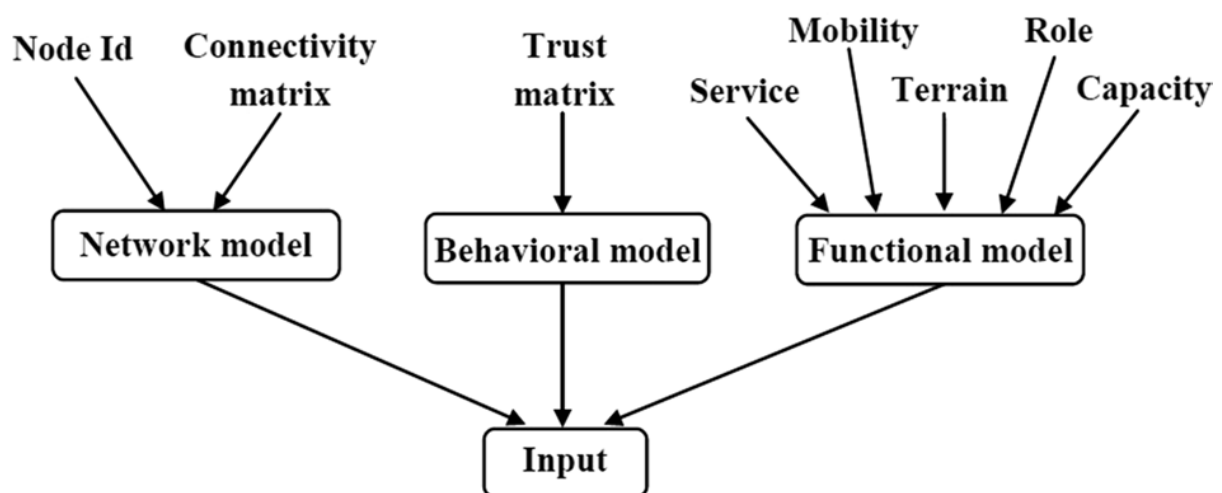 Node Id
Connectivity
matrix
Trust
matrix
Mobility
Role
Service
Terrain
Capacity
Network model
Behavioral model
Functional model
Input